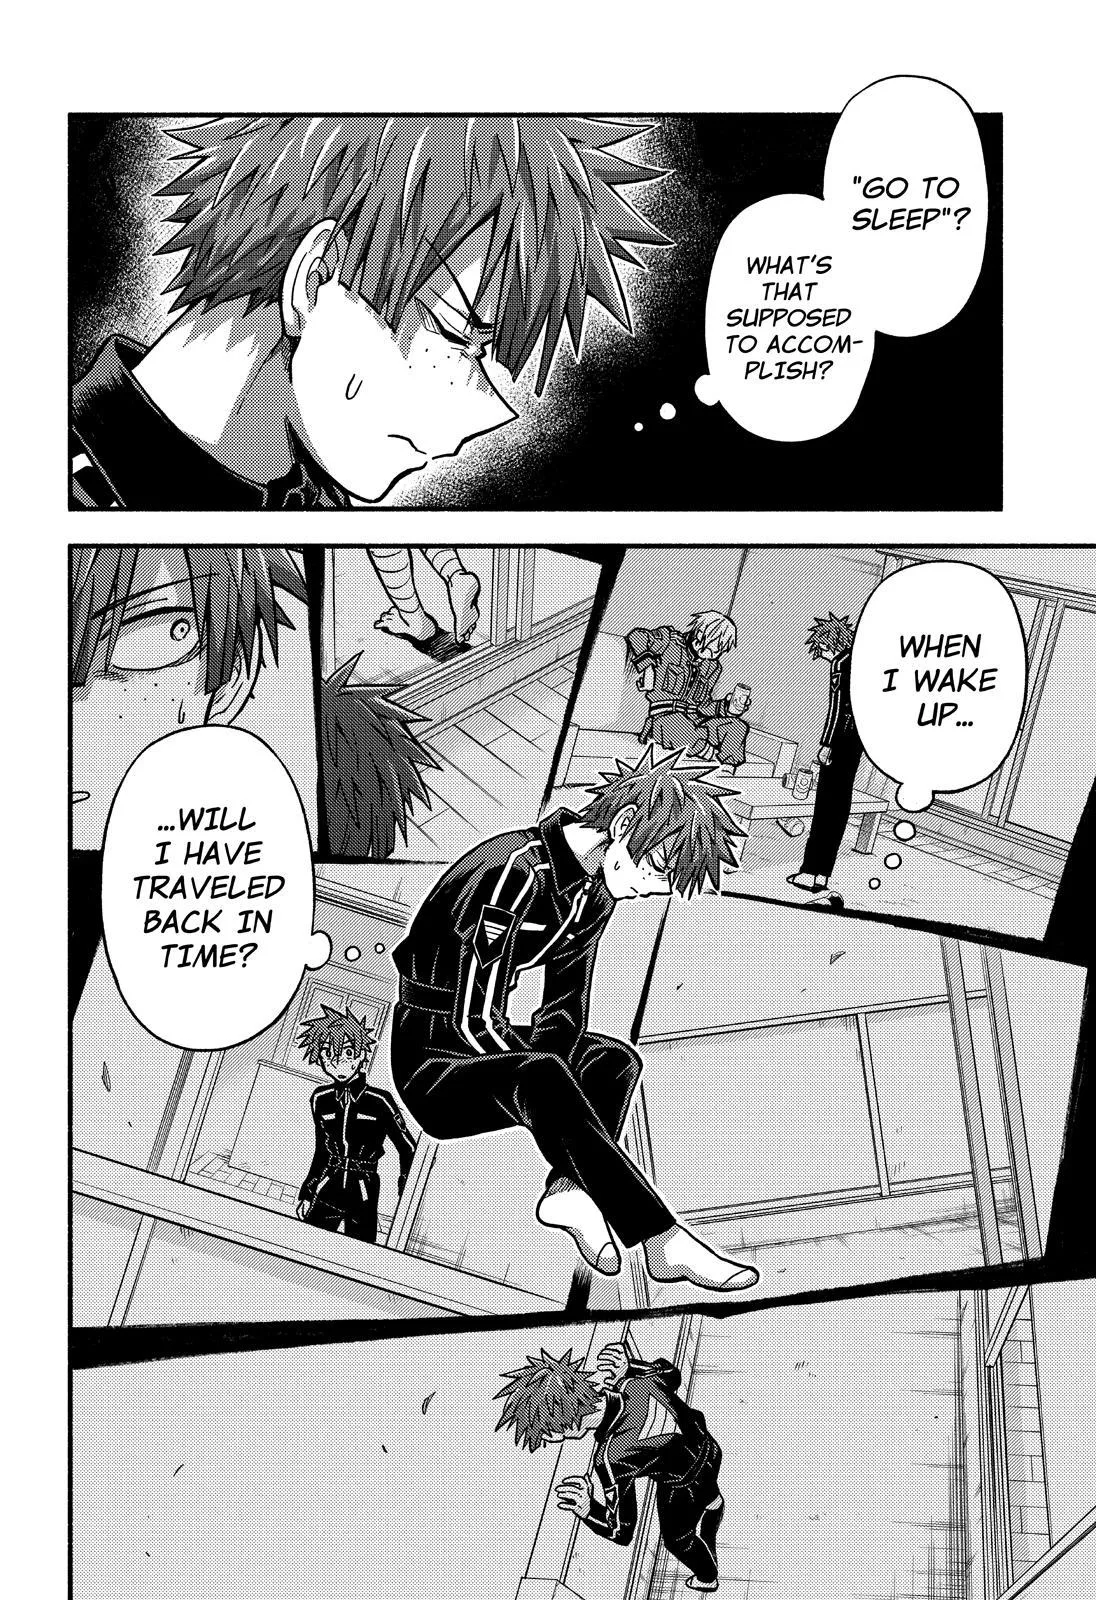 "GO TO
SLEEP"?
WHAT'S
THAT
SUPPOSED
TO ACCOM-
PLISH?
WHEN
I WAKE
UP...
...WILL
I HAVE
TRAVELED
BACK IN
TIME?